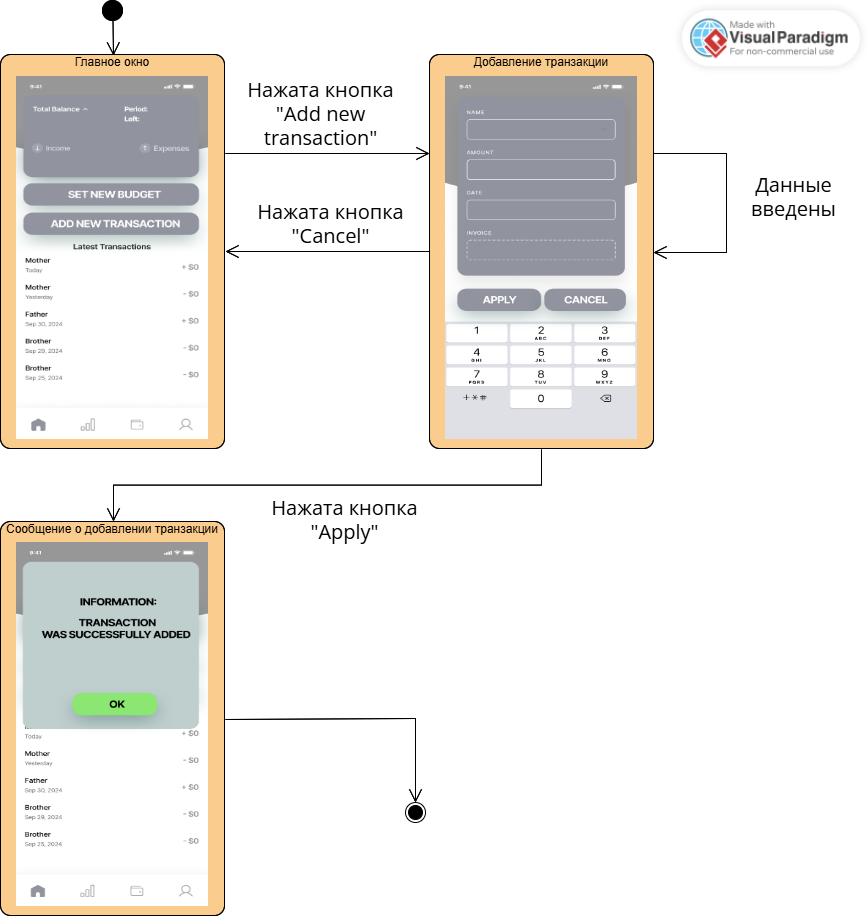 Made with
Visual Paradigm
For non-commercial use
Главное окно
9:41
Total Balance
Period:
Left:
Income
Expenses
SET NEW BUDGET
ADD NEW TRANSACTION
Latest Transactions
Mother
Today
+ $0
Mother
Yesterday
- $0
Father
Sep 30, 2024
+ $0
Brother
Sep 29, 2024
- $0
Brother
Sep 25, 2024
- $0
Нажата кнопка
"Add new
transaction"
Нажата кнопка
"Cancel"
Добавление транзакции
9:41
NAME
AMOUNT
DATE
INVOICE
APPLY
CANCEL
1
2
ABC
3
DEF
4
GHI
5
JKL
6
MNO
7
PQRS
8
TUV
9
WXYZ
+ * #
0
Данные
введены
Нажата кнопка
"Apply"
Сообщение о добавлении транзакции
9:41
INFORMATION:
TRANSACTION
WAS SUCCESSFULLY ADDED
OK
Today
+ $0
Mother
Yesterday
- $0
Father
Sep 30, 2024
+ $0
Brother
Sep 29, 2024
- $0
Brother
Sep 25, 2024
- $0